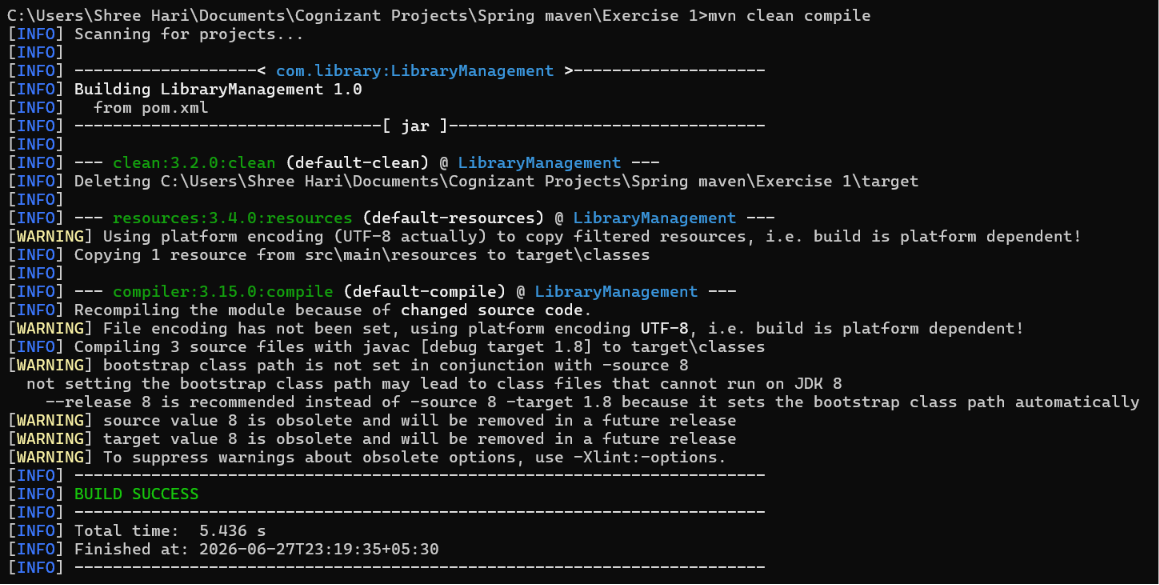 C:\Users\Shree Hari\Documents\Cognizant Projects\Spring maven\Exercise 1>mvn clean compile
[INFO] Scanning for projects...
[INFO]
[INFO] -------------------< com.library:LibraryManagement >--------------------
[INFO] Building LibraryManagement 1.0
[INFO]   from pom.xml
[INFO] --------------------------------[ jar ]---------------------------------
[INFO]
[INFO] --- clean:3.2.0:clean (default-clean) @ LibraryManagement ---
[INFO] Deleting C:\Users\Shree Hari\Documents\Cognizant Projects\Spring maven\Exercise 1\target
[INFO]
[INFO] --- resources:3.4.0:resources (default-resources) @ LibraryManagement ---
[WARNING] Using platform encoding (UTF-8 actually) to copy filtered resources, i.e. build is platform dependent!
[INFO] Copying 1 resource from src\main\resources to target\classes
[INFO]
[INFO] --- compiler:3.15.0:compile (default-compile) @ LibraryManagement ---
[INFO] Recompiling the module because of changed source code.
[WARNING] File encoding has not been set, using platform encoding UTF-8, i.e. build is platform dependent!
[INFO] Compiling 3 source files with javac [debug target 1.8] to target\classes
[WARNING] bootstrap class path is not set in conjunction with -source 8
  not setting the bootstrap class path may lead to class files that cannot run on JDK 8
    --release 8 is recommended instead of -source 8 -target 1.8 because it sets the bootstrap class path automatically
[WARNING] source value 8 is obsolete and will be removed in a future release
[WARNING] target value 8 is obsolete and will be removed in a future release
[WARNING] To suppress warnings about obsolete options, use -Xlint:-options.
[INFO] ------------------------------------------------------------------------
[INFO] BUILD SUCCESS
[INFO] ------------------------------------------------------------------------
[INFO] Total time:  5.436 s
[INFO] Finished at: 2026-06-27T23:19:35+05:30
[INFO] ------------------------------------------------------------------------